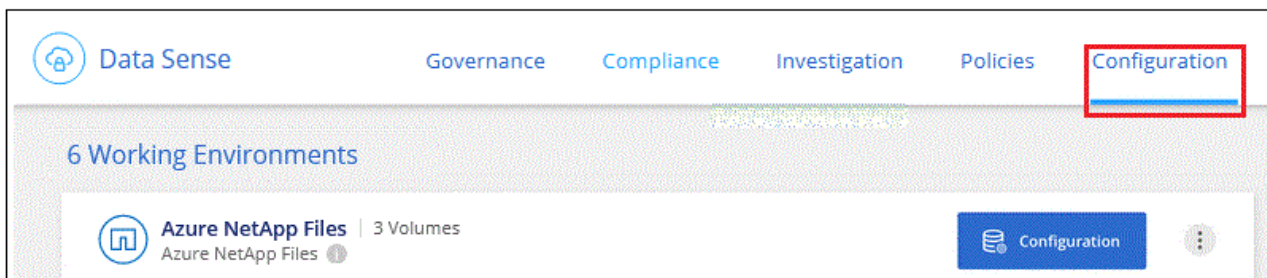 Data Sense Governance Compliance Investigation Policies Configuration
6 Working Environments
Azure NetApp Files | 3 Volumes
Azure NetApp Files
Configuration